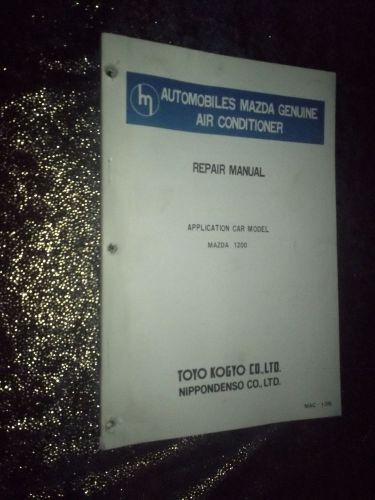 m
AUTOMOBILES MAZDA GENUINE
AIR CONDITIONER
REPAIR MANUAL
APPLICATION CAR MODEL
MAZDA 1200
TOYO KOGYO CO.,LTD.
NIPPONDENSO CO., LTD.